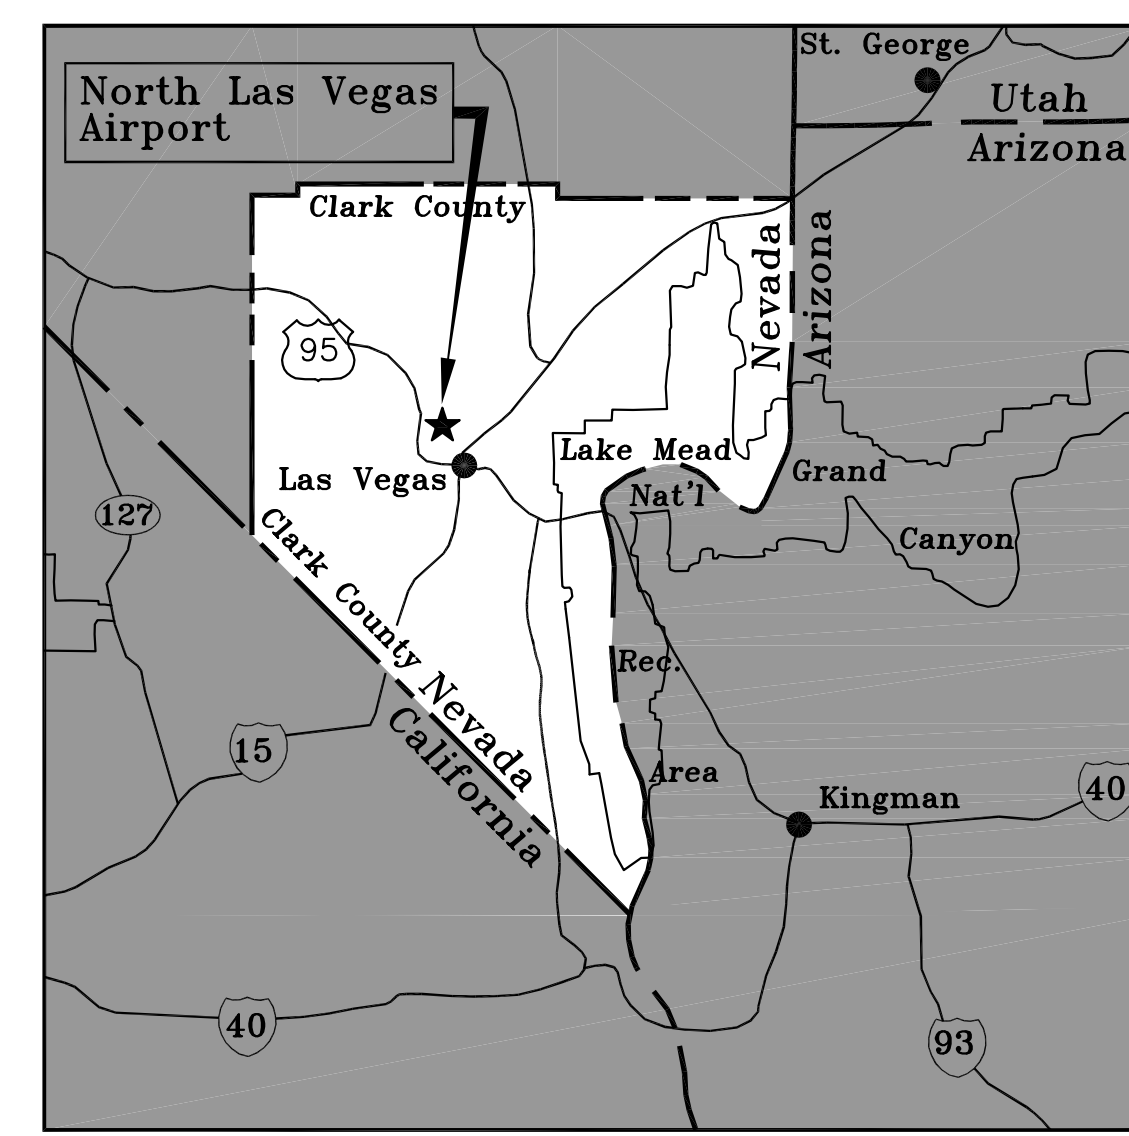 St. George
North Las Vegas
Airport
Utah
Arizona
Clark County
Nevada
Arizona
95
Lake Mead
Grand
Las Vegas
Nat'l
127
Canyon
Clark County
Rec.
Nevada
California
15
Area
40
Kingman
40
93